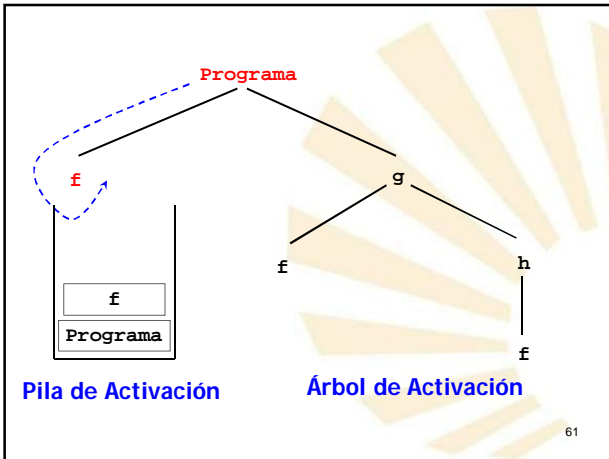 Programa
f
g
f
h
f
Programa
f
Pila de Activación
Árbol de Activación
61